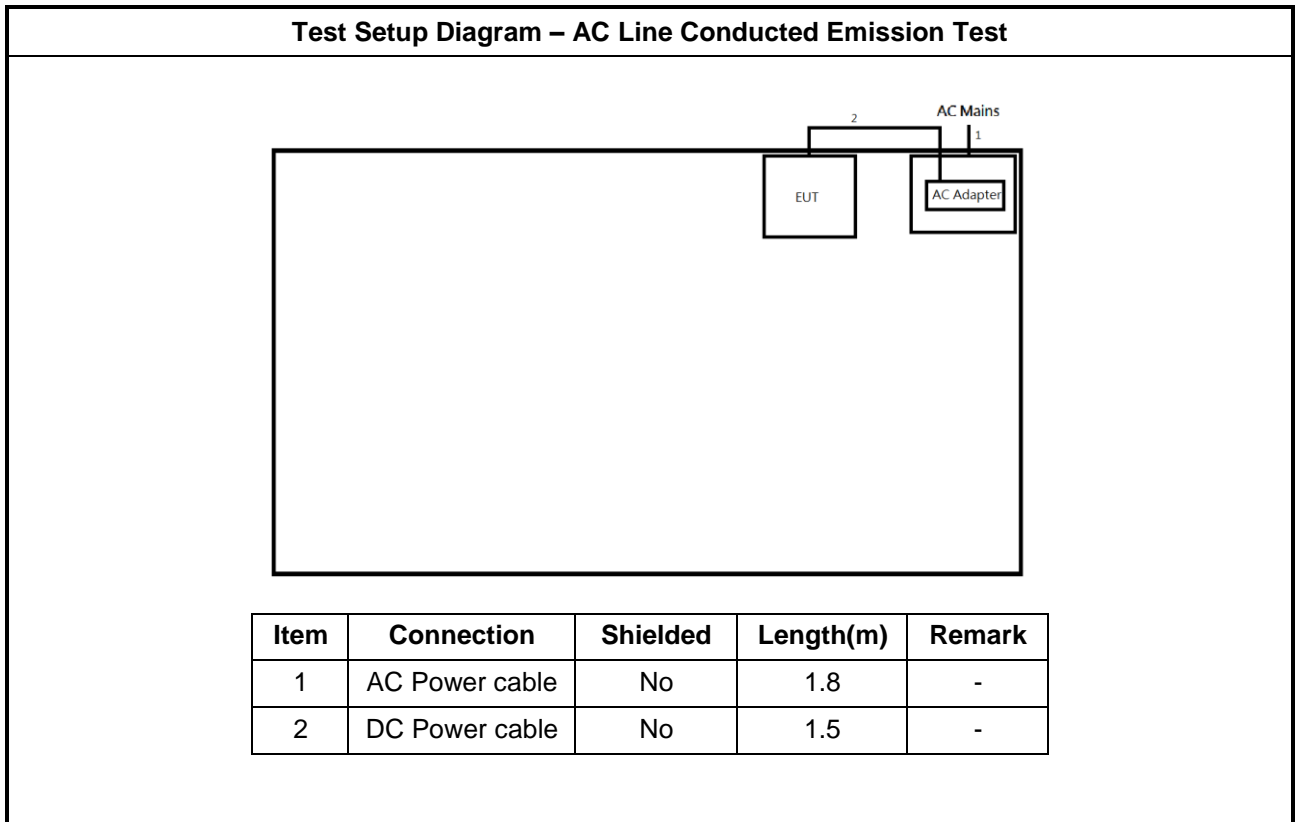 Test Setup Diagram – AC Line Conducted Emission Test
AC Mains
2
1
EUT
AC Adapter
Item Connection Shielded Length(m) Remark
1 AC Power cable No 1.8 -
2 DC Power cable No 1.5 -